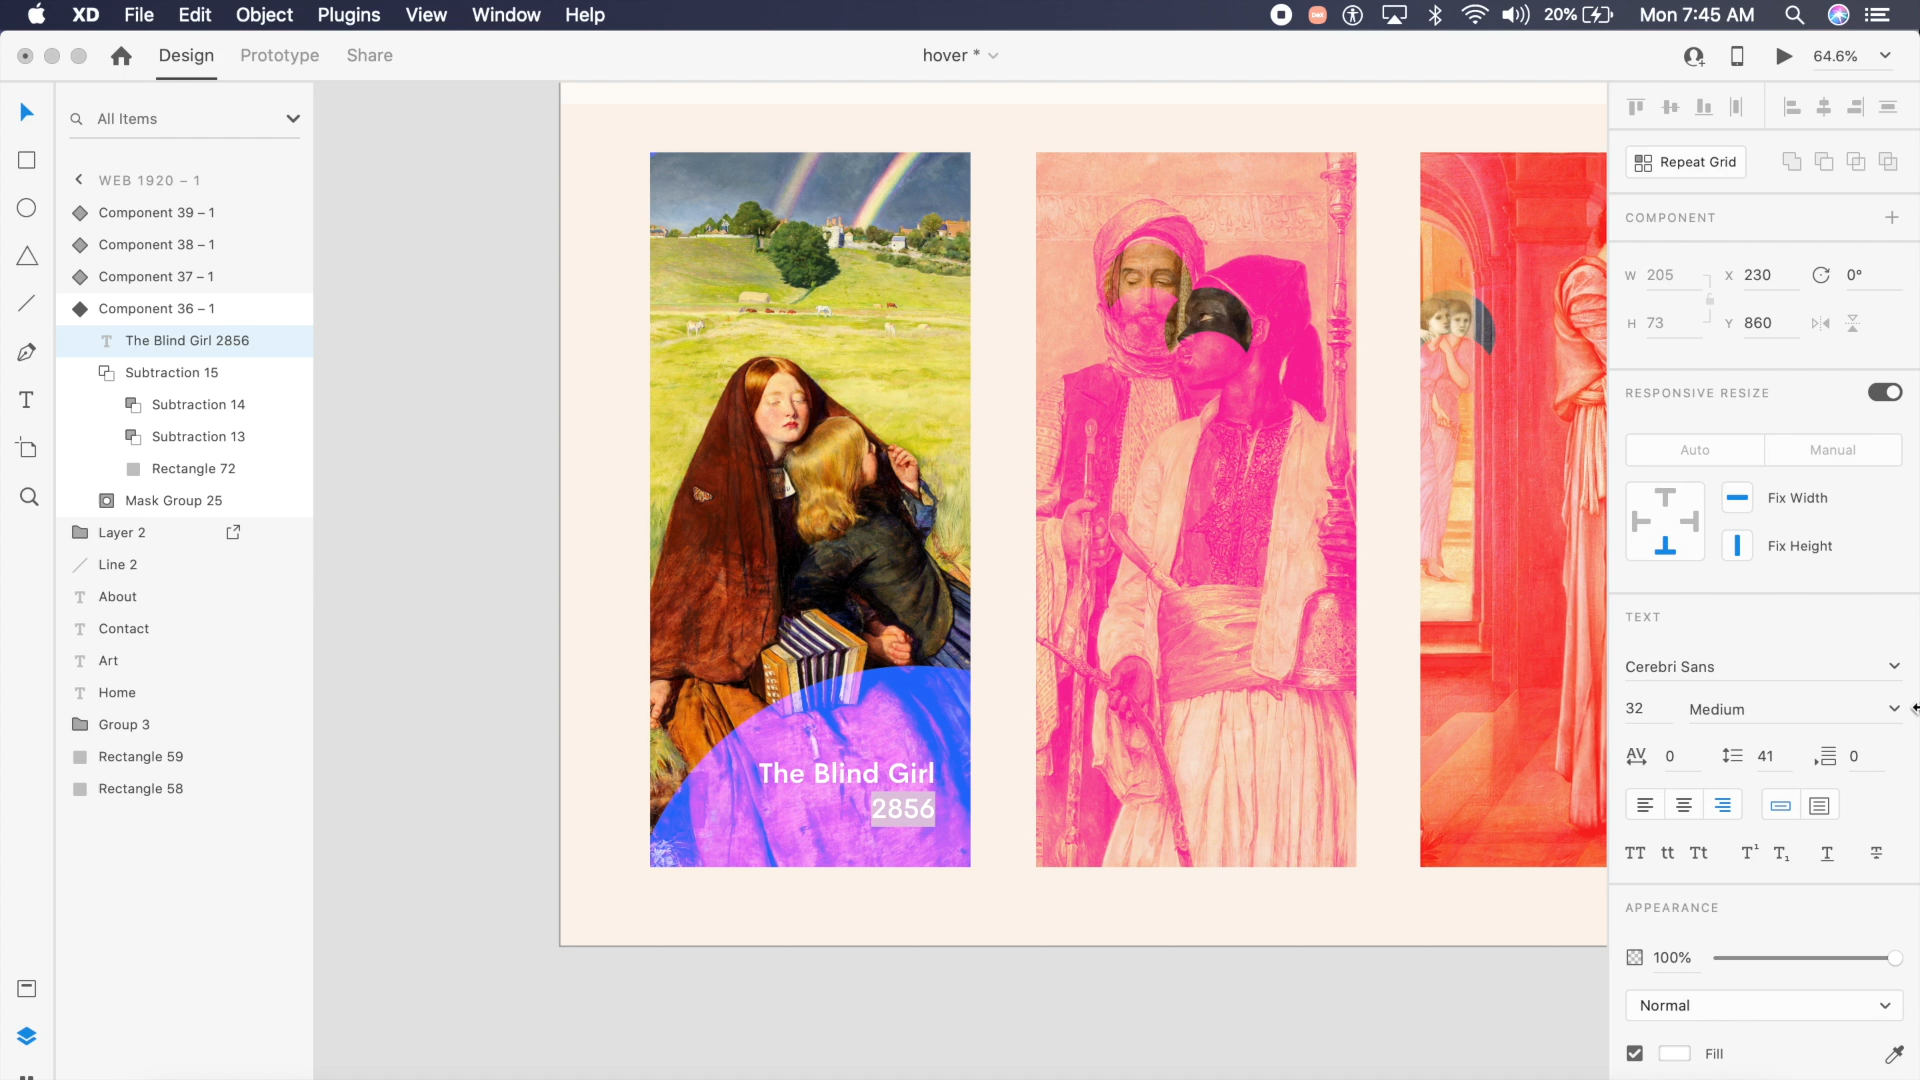 XD File Edit Object Plugins View Window Help
20% Mon 7:45 AM
Design Prototype Share
hover *
64.6%
All Items
WEB 1920 – 1
Component 39 – 1
Component 38 – 1
Component 37 – 1
Component 36 – 1
The Blind Girl 2856
Subtraction 15
Subtraction 14
Subtraction 13
Rectangle 72
Mask Group 25
Layer 2
Line 2
About
Contact
Art
Home
Group 3
Rectangle 59
Rectangle 58
The Blind Girl
2856
Repeat Grid
COMPONENT
W 205 X 230 0°
H 73 Y 860
RESPONSIVE RESIZE
Auto Manual
Fix Width
Fix Height
TEXT
Cerebri Sans
32 Medium
AV 0 41 0
TT tt Tt T¹ T₁ T T
APPEARANCE
100%
Normal
Fill